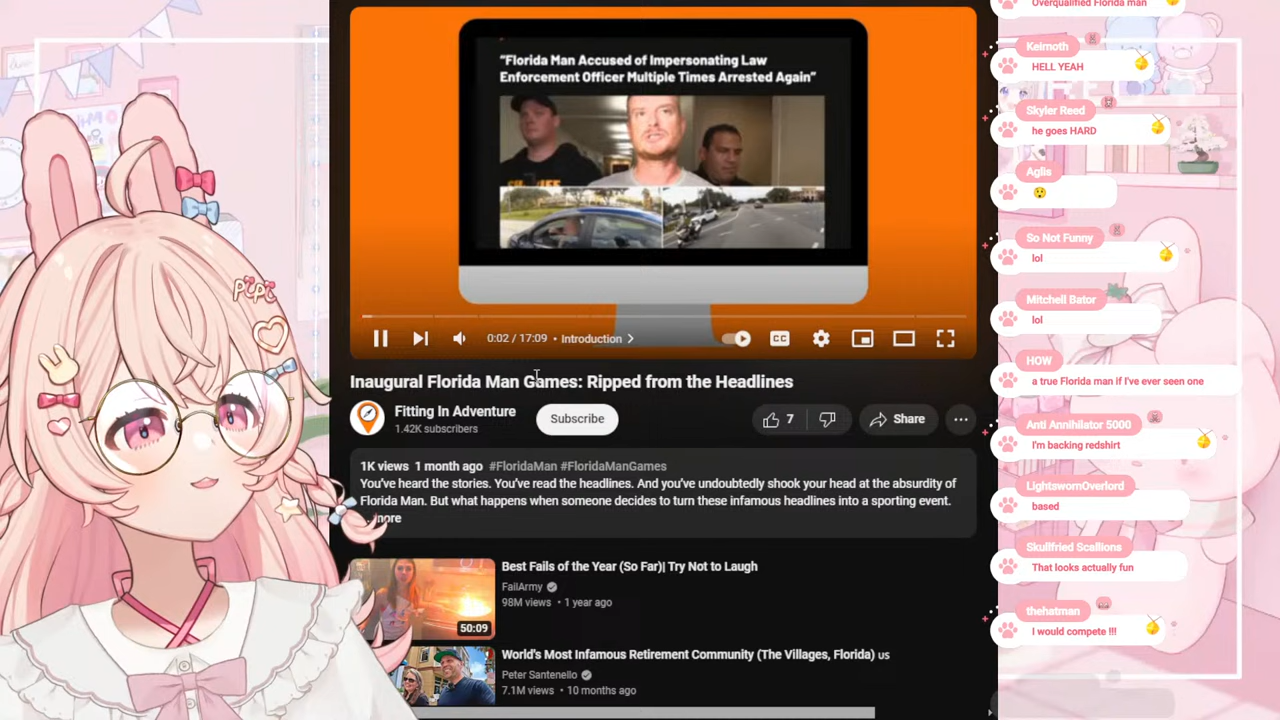 "Florida Man Accused of Impersonating Law
Enforcement Officer Multiple Times Arrested Again"
0:02 / 17:09 • Introduction
CC
Inaugural Florida Man Games: Ripped from the Headlines
Fitting In Adventure
1.42K subscribers
Subscribe
7
Share
1K views 1 month ago #FloridaMan #FloridaManGames
You've heard the stories. You've read the headlines. And you've undoubtedly shook your head at the absurdity of
Florida Man. But what happens when someone decides to turn these infamous headlines into a sporting event.
more
50:09
Best Fails of the Year (So Far)| Try Not to Laugh
FailArmy
98M views • 1 year ago
World's Most Infamous Retirement Community (The Villages, Florida) us
Peter Santenello
7.1M views • 10 months ago
Overqualified Florida man
Keirnoth
HELL YEAH
Skyler Reed
he goes HARD
Aglis
😲
So Not Funny
lol
Mitchell Bator
lol
HOW
a true Florida man if I've ever seen one
Anti Annihilator 5000
I'm backing redshirt
LightswornOverlord
based
Skullfried Scallions
That looks actually fun
thehatman
I would compete !!!